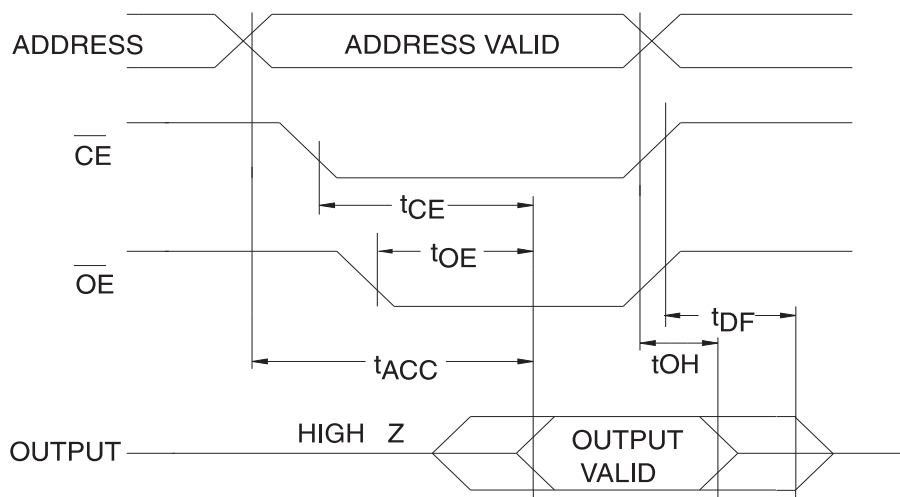 ADDRESS ADDRESS VALID
CE
tCE
tOE
OE
tDF
tACC
tOH
HIGH Z
OUTPUT
OUTPUT
VALID